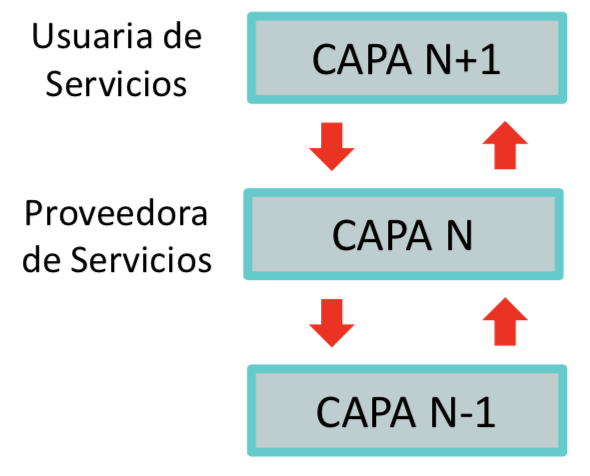 Usuaria de
Servicios
CAPA N+1
Proveedora
de Servicios
CAPA N
CAPA N-1